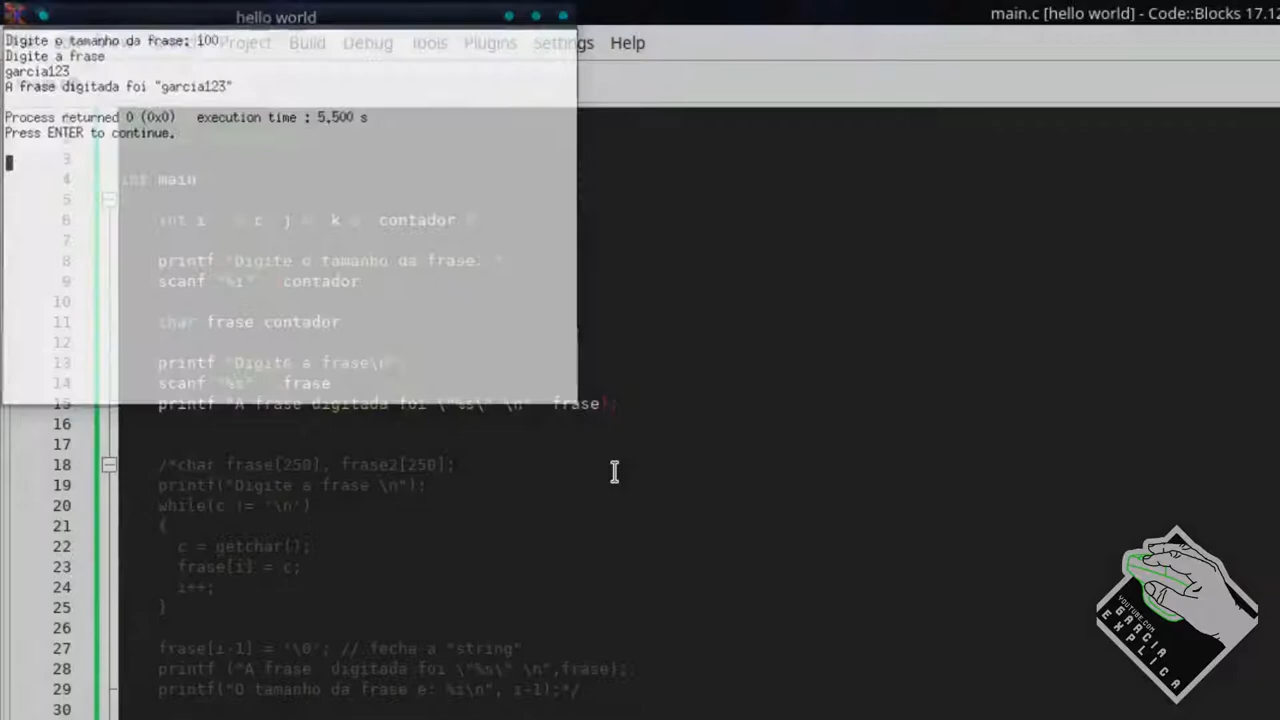 hello world
main.c [hello world] - Code::Blocks 17.12
Digite o tamanho da frase: 100
Project Build Debug Tools Plugins Settings Help
Digite a frase
garcia123
A frase digitada foi "garcia123"
Process returned 0 (0x0) execution time : 5,500 s
Press ENTER to continue.
3
4 int main
5
6 int i c j k contador
7
8 printf "Digite o tamanho da frase: "
9 scanf "%i" contador
10
11 char frase contador
12
13 printf "Digite a frase\n"
14 scanf "%s" frase
15 printf "A frase digitada foi \"%s\" \n" frase);
16
17
18 /*char frase[250], frase2[250];
19 printf("Digite a frase \n");
20 while(c != '\n')
21 {
22 c = getchar();
23 frase[i] = c;
24 i++;
25 }
26
27 frase[i-1] = '\0'; // fecha a "string"
28 printf ("A frase digitada foi \"%s\" \n",frase);
29 printf("O tamanho da frase e: %i\n", i-1);*/
30
YOUTUBE.COM
GARCIA
EXPLICA